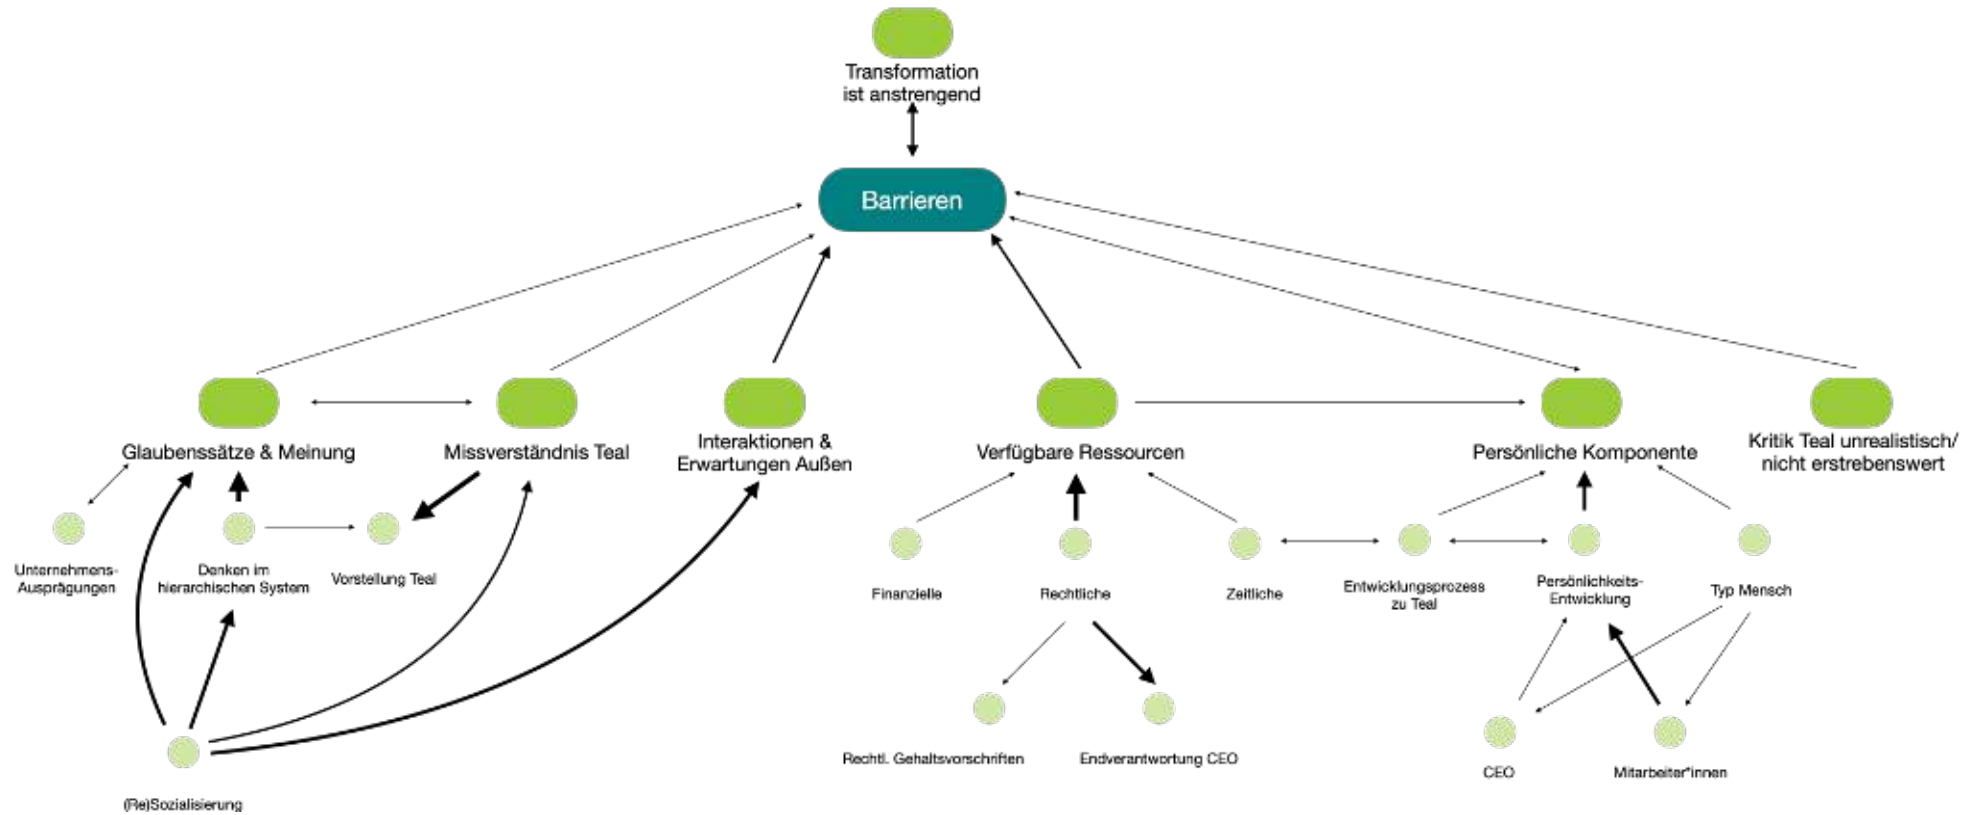 Transformation
ist anstrengend
Barrieren
Glaubenssätze & Meinung
Missverständnis Teal
Interaktionen &
Erwartungen Außen
Verfügbare Ressourcen
Persönliche Komponente
Kritik Teal unrealistisch/
nicht erstrebenswert
Unternehmens-
Ausprägungen
Denken im
hierarchischen System
Vorstellung Teal
Finanzielle
Rechtliche
Zeitliche
Entwicklungsprozess
zu Teal
Persönlichkeits-
Entwicklung
Typ Mensch
Rechtl. Gehaltsvorschriften
Endverantwortung CEO
CEO
Mitarbeiter*innen
(Re)Sozialisierung